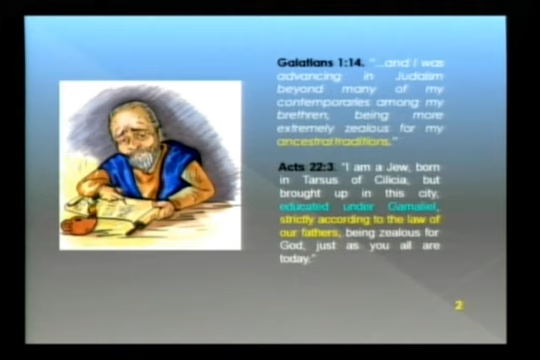 Galatians 1:14. "...and I was
advancing in Judaism
beyond many of my
contemporaries among my
brethren, being more
extremely zealous for my
ancestral traditions."
Acts 22:3. "I am a Jew, born
in Tarsus of Cilicia, but
brought up in this city,
educated under Gamaliel,
strictly according to the law of
our fathers, being zealous for
God, just as you all are
today."
2